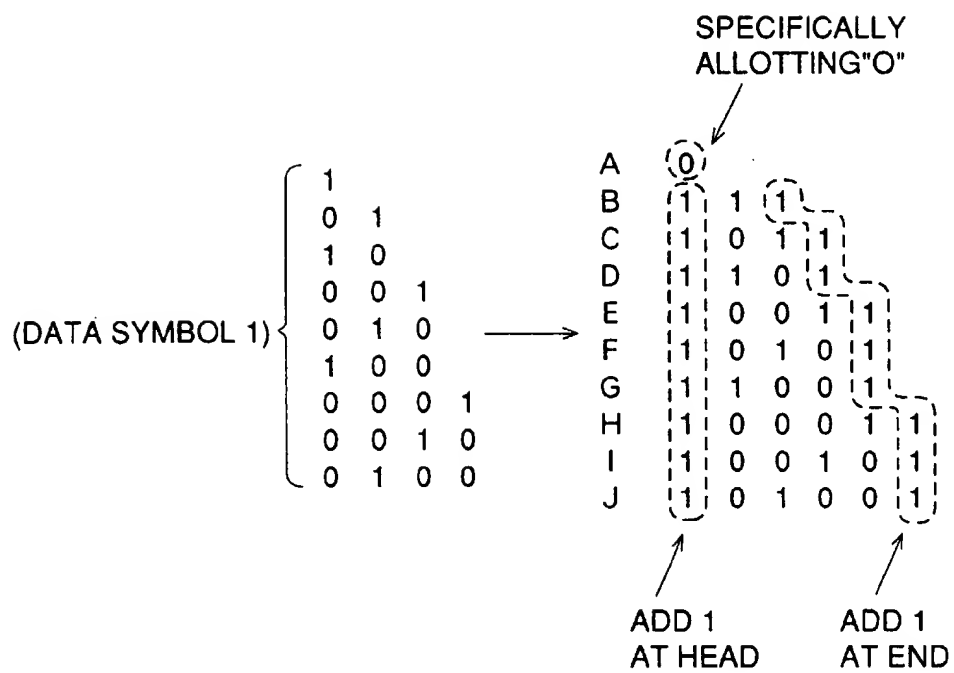 SPECIFICALLY
ALLOTTING"O"
(DATA SYMBOL 1)
1
0 1
1 0
0 0 1
0 1 0
1 0 0
0 0 0 1
0 0 1 0
0 1 0 0
A 0
B 1 1 1
C 1 0 1 1
D 1 1 0 1
E 1 0 0 1 1
F 1 0 1 0 1
G 1 1 0 0 1
H 1 0 0 0 1 1
I 1 0 0 1 0 1
J 1 0 1 0 0 1
ADD 1
AT HEAD
ADD 1
AT END